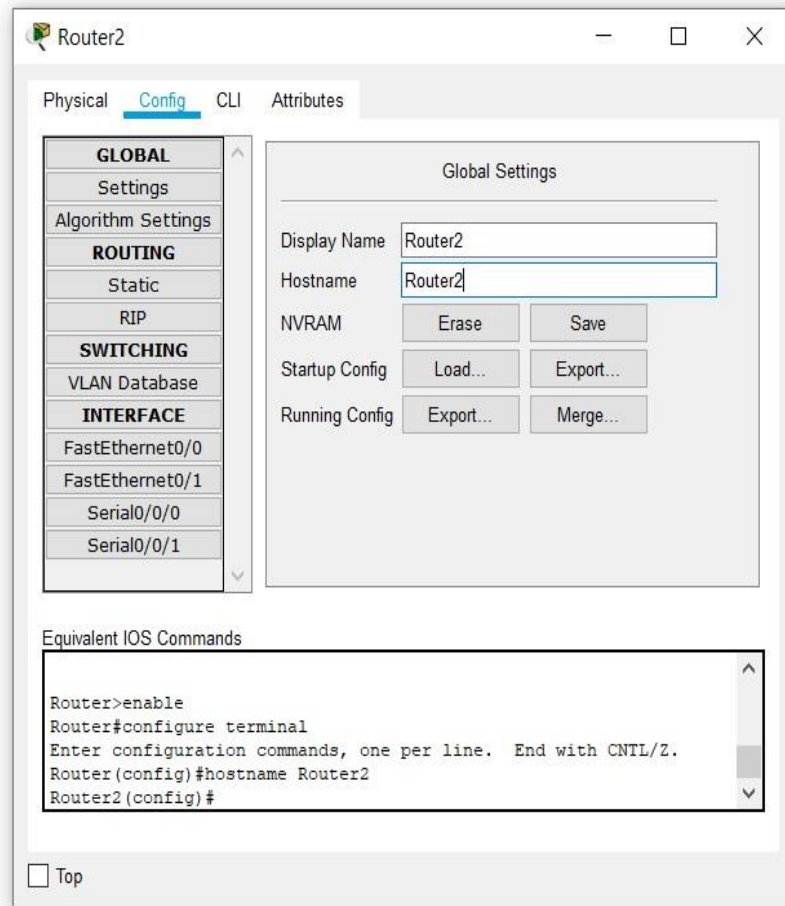 Router2
Physical Config CLI Attributes
GLOBAL
Settings
Algorithm Settings
ROUTING
Static
RIP
SWITCHING
VLAN Database
INTERFACE
FastEthernet0/0
FastEthernet0/1
Serial0/0/0
Serial0/0/1
Global Settings
Display Name Router2
Hostname Router2
NVRAM Erase Save
Startup Config Load... Export...
Running Config Export... Merge...
Equivalent IOS Commands
Router>enable
Router#configure terminal
Enter configuration commands, one per line.  End with CNTL/Z.
Router(config)#hostname Router2
Router2(config)#
Top